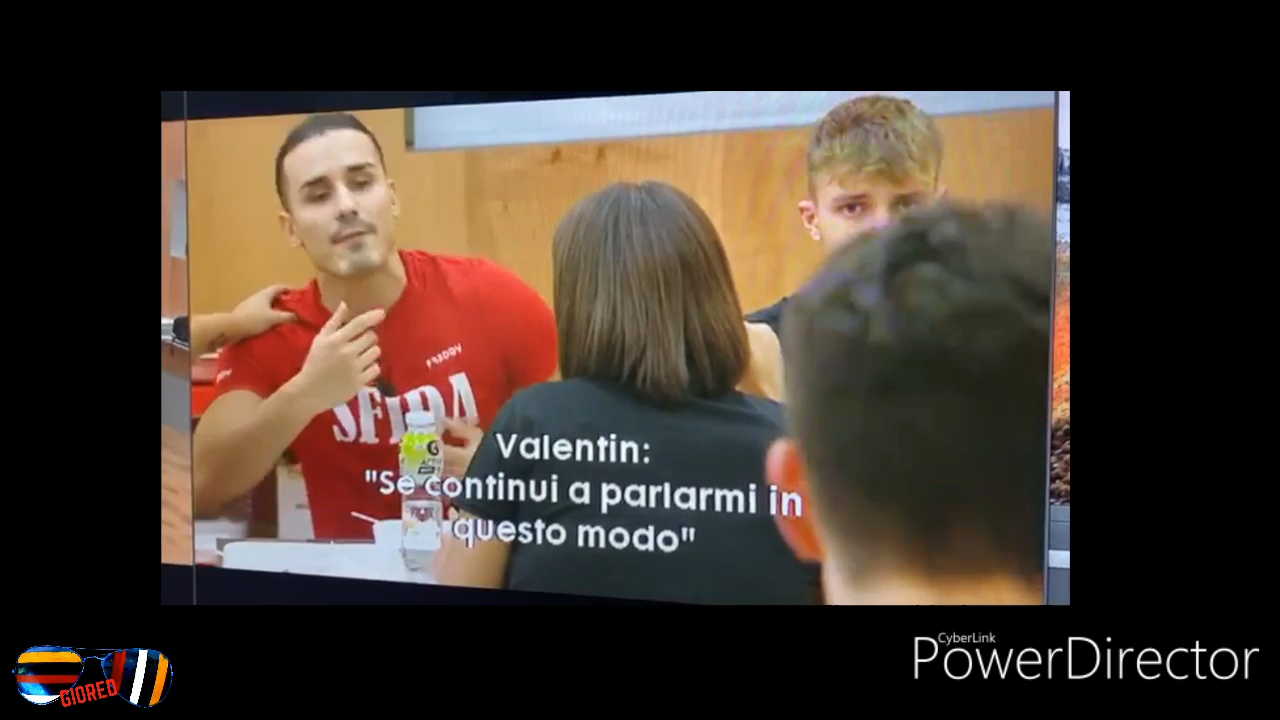 FREDDY
SFIDA
G
Valentin:
"Se continui a parlarmi in
questo modo"
GIORED
CyberLink
PowerDirector